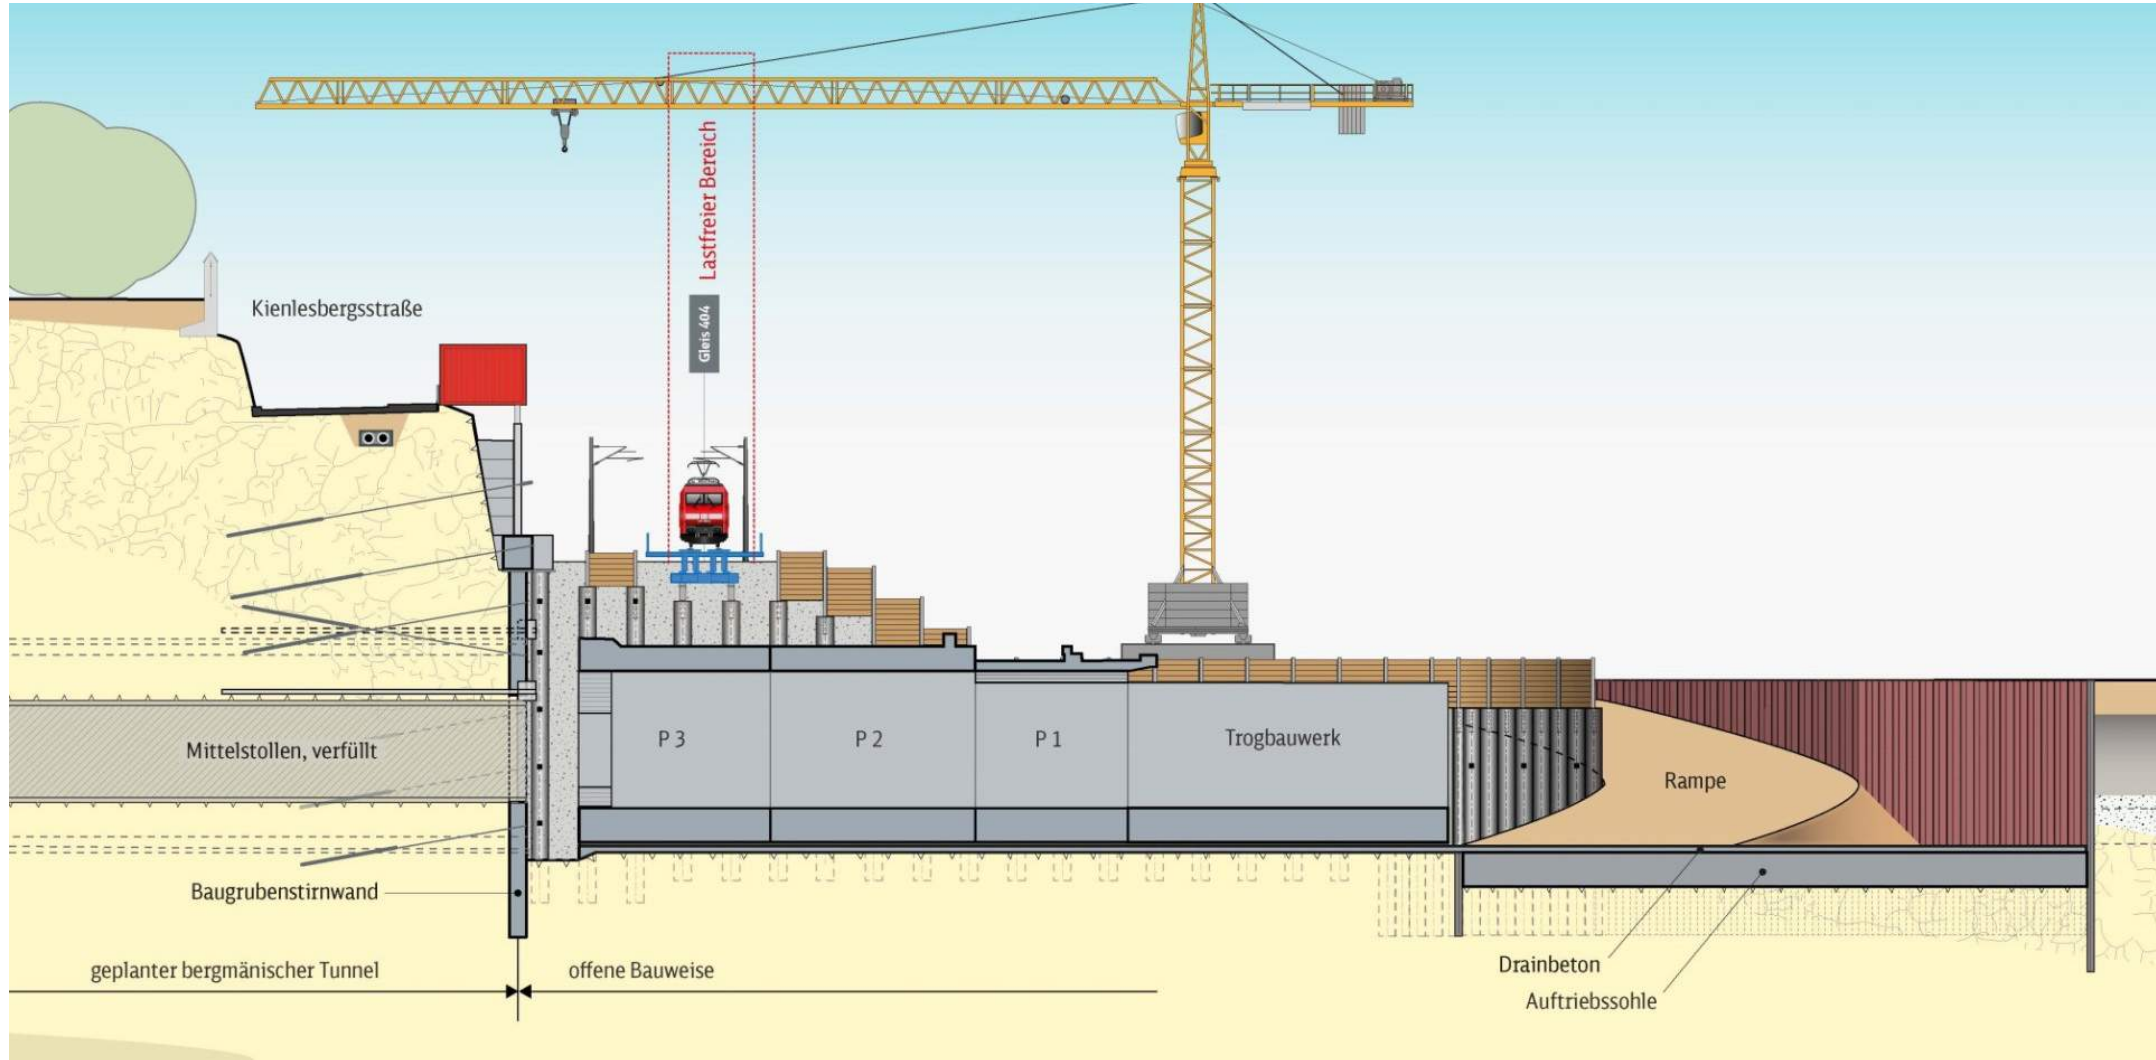 Lastfreier Bereich
Gleis 404
Kienlesbergsstraße
Mittelstollen, verfüllt
P 3
P 2
P 1
Trogbauwerk
Rampe
Baugrubenstirnwand
geplanter bergmänischer Tunnel
offene Bauweise
Drainbeton
Auftriebssohle